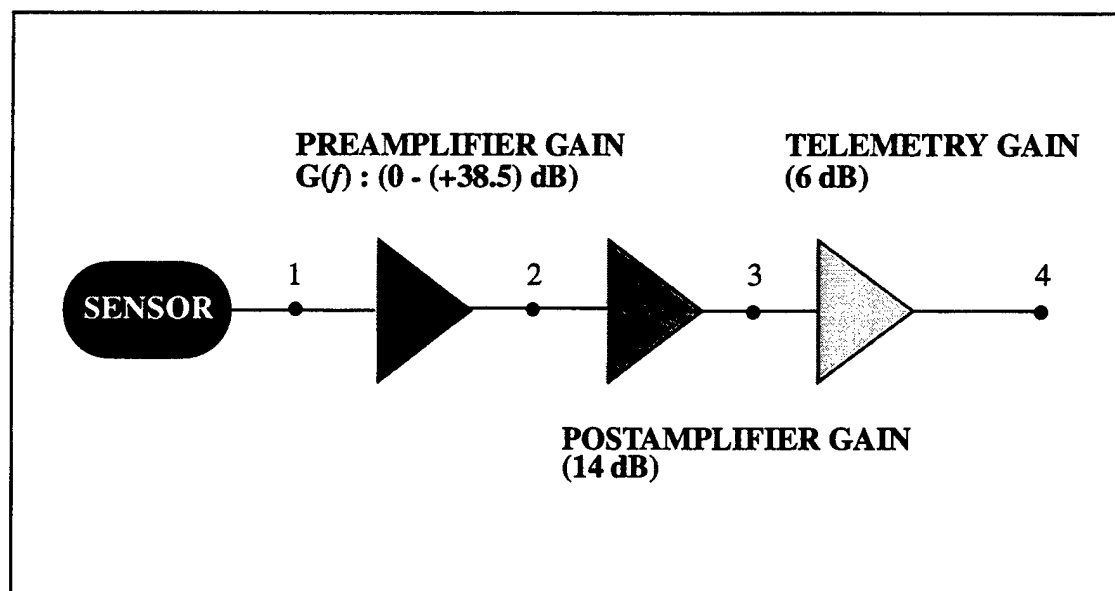 PREAMPLIFIER GAIN
G(f) : (0 - (+38.5) dB)
TELEMETRY GAIN
(6 dB)
SENSOR
1
2
3
4
POSTAMPLIFIER GAIN
(14 dB)